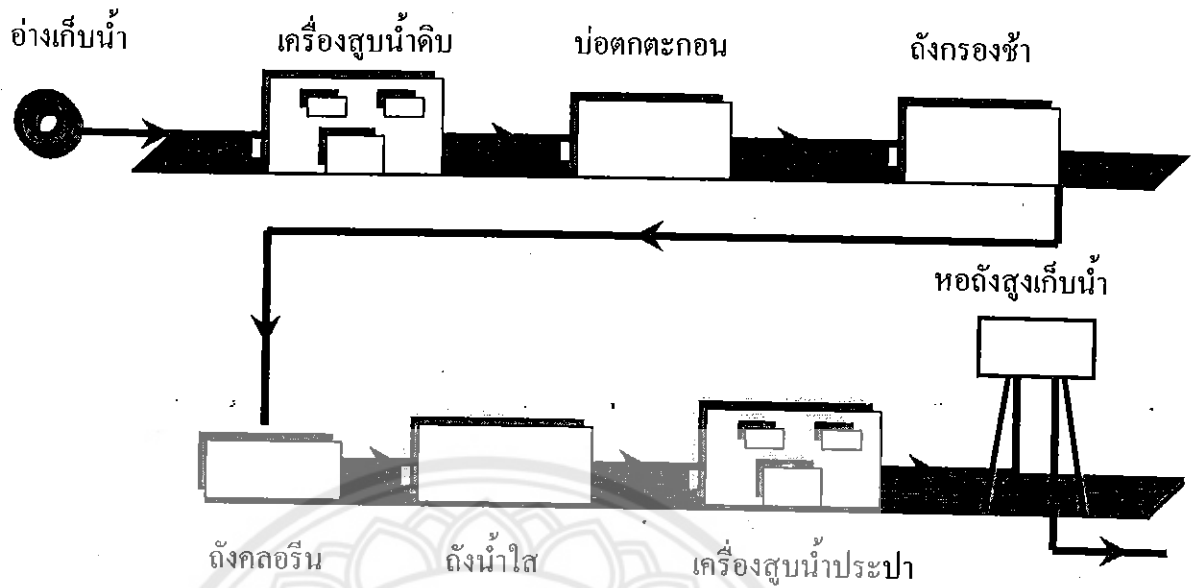 อ่างเก็บน้ำ
เครื่องสูบน้ำดิบ
บ่อตกตะกอน
ถังกรองช้า
หอถังสูงเก็บน้ำ
ถังคลอรีน
ถังน้ำใส
เครื่องสูบน้ำประปา